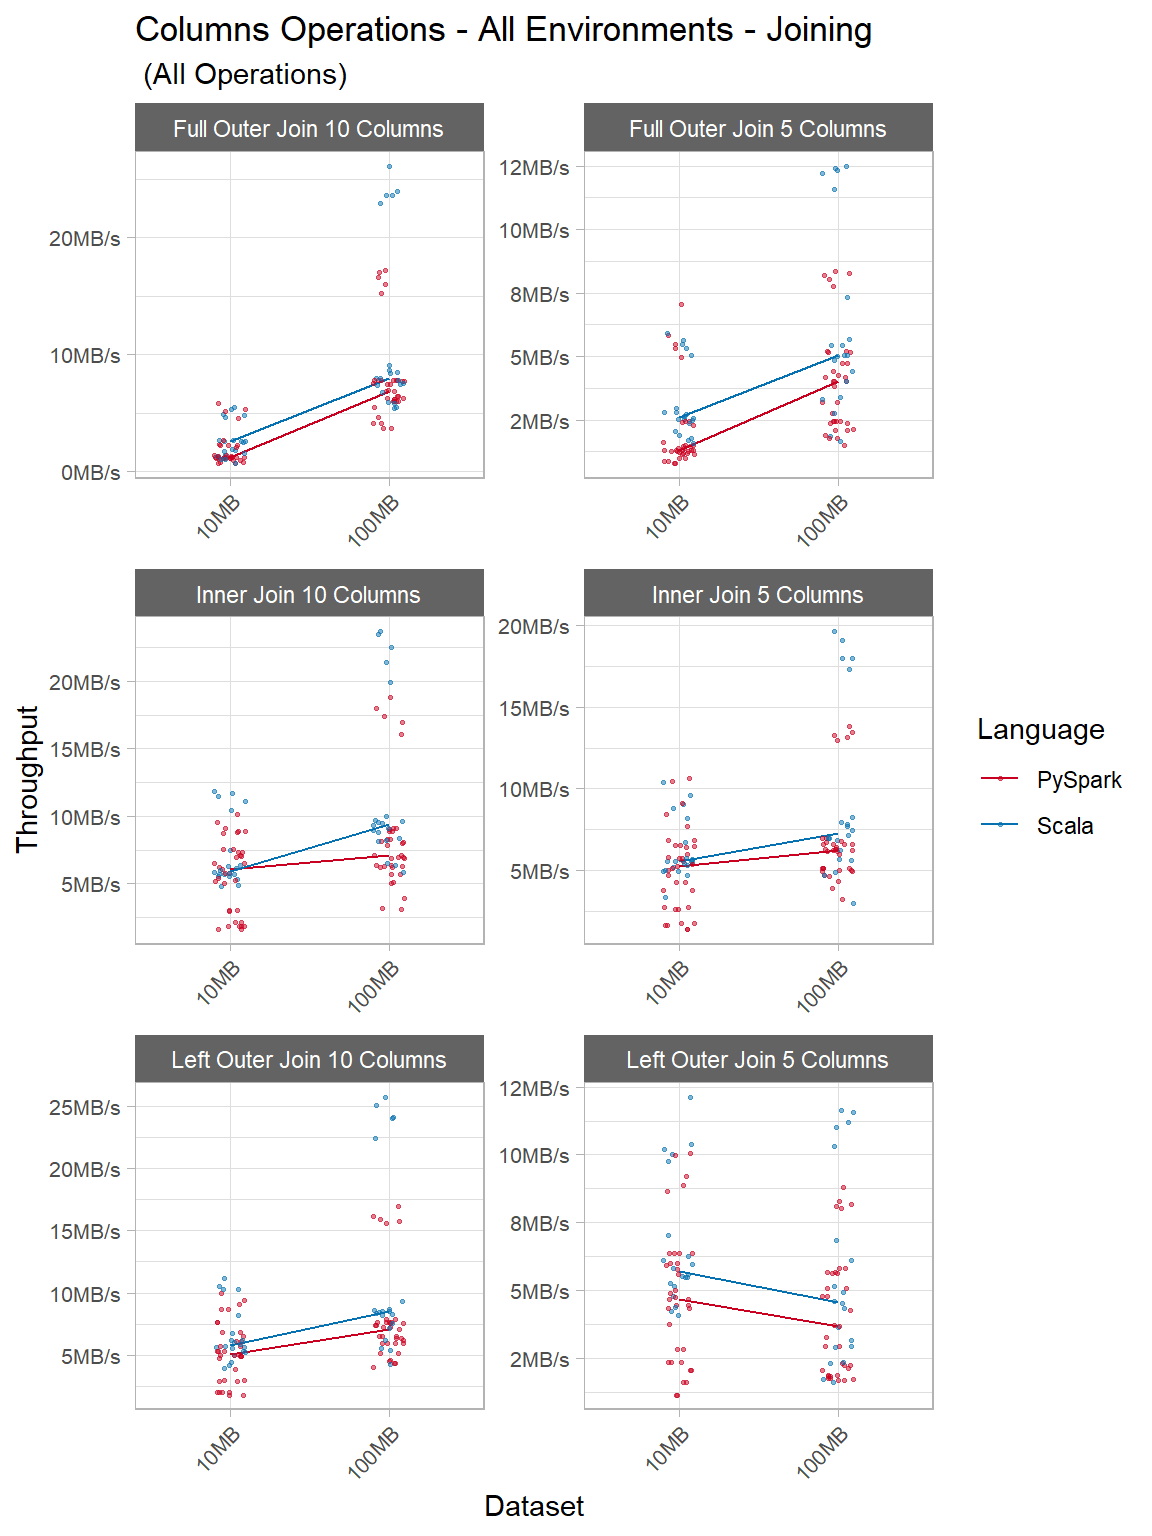 Columns Operations - All Environments - Joining
(All Operations)
Full Outer Join 10 Columns
20MB/s
10MB/s
0MB/s
10MB
100MB
Full Outer Join 5 Columns
12MB/s
10MB/s
8MB/s
5MB/s
2MB/s
10MB
100MB
Inner Join 10 Columns
20MB/s
15MB/s
10MB/s
5MB/s
10MB
100MB
Inner Join 5 Columns
20MB/s
15MB/s
10MB/s
5MB/s
10MB
100MB
Left Outer Join 10 Columns
25MB/s
20MB/s
15MB/s
10MB/s
5MB/s
10MB
100MB
Left Outer Join 5 Columns
12MB/s
10MB/s
8MB/s
5MB/s
2MB/s
10MB
100MB
Throughput
Dataset
Language
PySpark
Scala